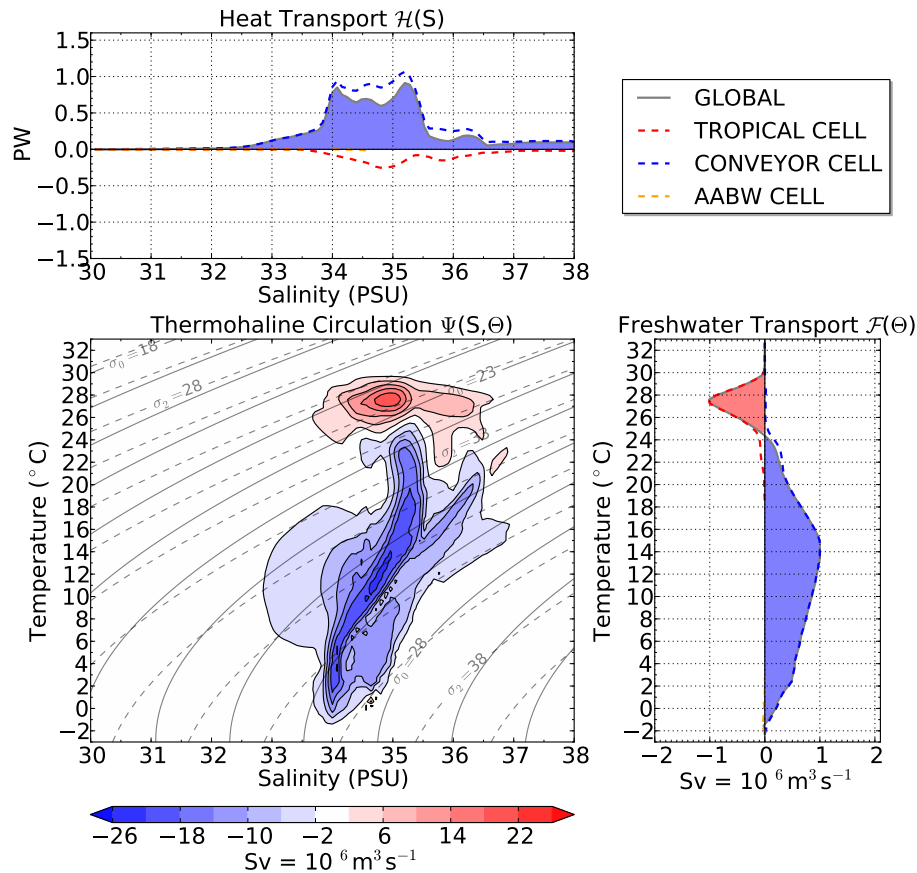 Heat Transport ℋ(S)
1.5
1.0
0.5
0.0
−0.5
−1.0
−1.5
PW
30 31 32 33 34 35 36 37 38
Salinity (PSU)
GLOBAL
TROPICAL CELL
CONVEYOR CELL
AABW CELL
Thermohaline Circulation Ψ(S,Θ)
32
30
28
26
24
22
20
18
16
14
12
10
8
6
4
2
0
−2
Temperature (°C)
σ₀=18
σ₂=28
σ₀=23
σ₂=33
σ₀=28
σ₂=38
30 31 32 33 34 35 36 37 38
Salinity (PSU)
−26 −18 −10 −2 6 14 22
Sv = 10⁶m³s⁻¹
Freshwater Transport ℱ(Θ)
32
30
28
26
24
22
20
18
16
14
12
10
8
6
4
2
0
−2
Temperature (°C)
−2 −1 0 1 2
Sv = 10⁶m³s⁻¹